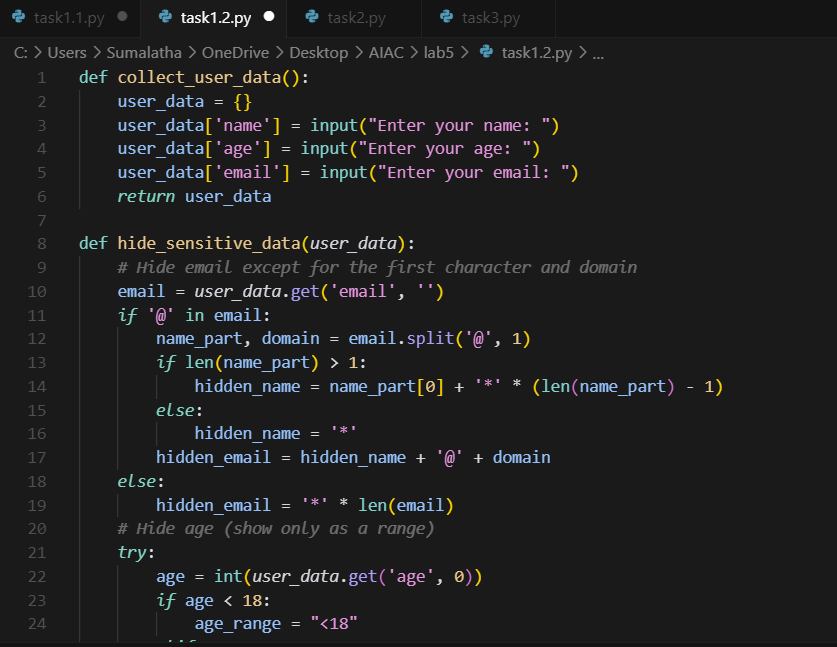 task1.1.py
task1.2.py
task2.py
task3.py
C: > Users > Sumalatha > OneDrive > Desktop > AIAC > lab5 > task1.2.py > ...
1 def collect_user_data():
2     user_data = {}
3     user_data['name'] = input("Enter your name: ")
4     user_data['age'] = input("Enter your age: ")
5     user_data['email'] = input("Enter your email: ")
6     return user_data
7
8 def hide_sensitive_data(user_data):
9     # Hide email except for the first character and domain
10     email = user_data.get('email', '')
11     if '@' in email:
12         name_part, domain = email.split('@', 1)
13         if len(name_part) > 1:
14             hidden_name = name_part[0] + '*' * (len(name_part) - 1)
15         else:
16             hidden_name = '*'
17         hidden_email = hidden_name + '@' + domain
18     else:
19         hidden_email = '*' * len(email)
20     # Hide age (show only as a range)
21     try:
22         age = int(user_data.get('age', 0))
23         if age < 18:
24             age_range = "<18"